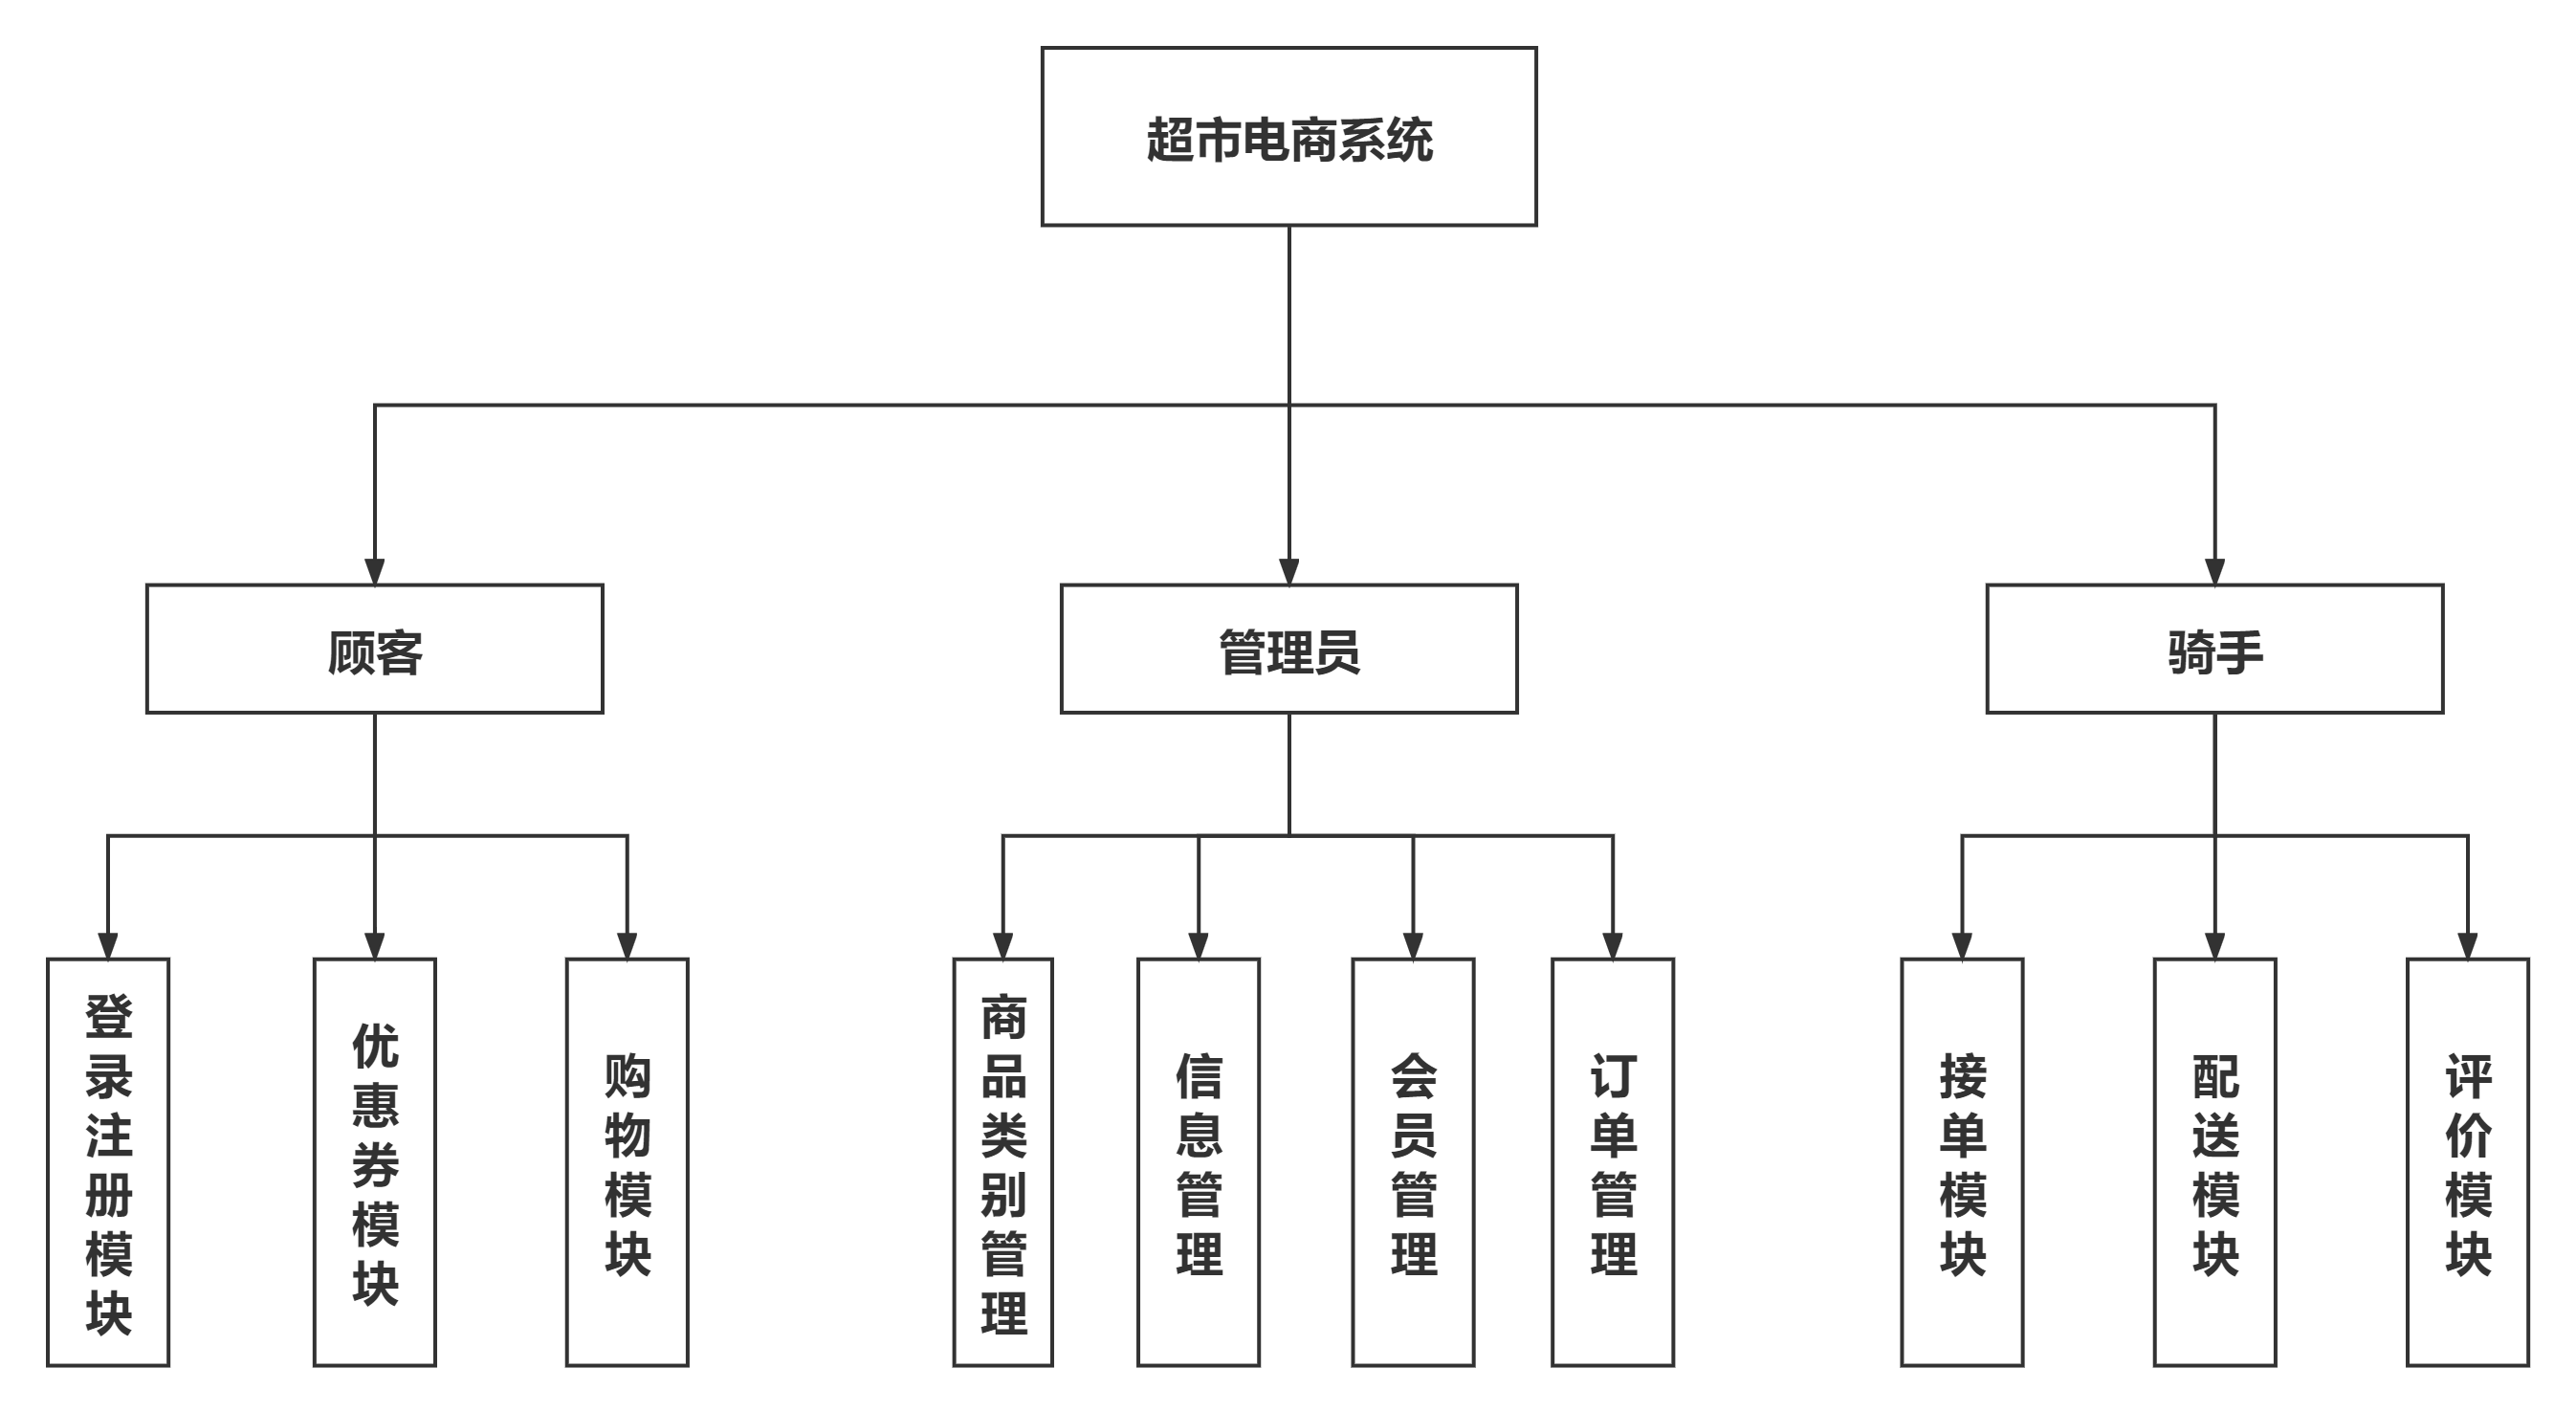 超市电商系统
顾客
管理员
骑手
登录注册模块
优惠券模块
购物模块
商品类别管理
信息管理
会员管理
订单管理
接单模块
配送模块
评价模块